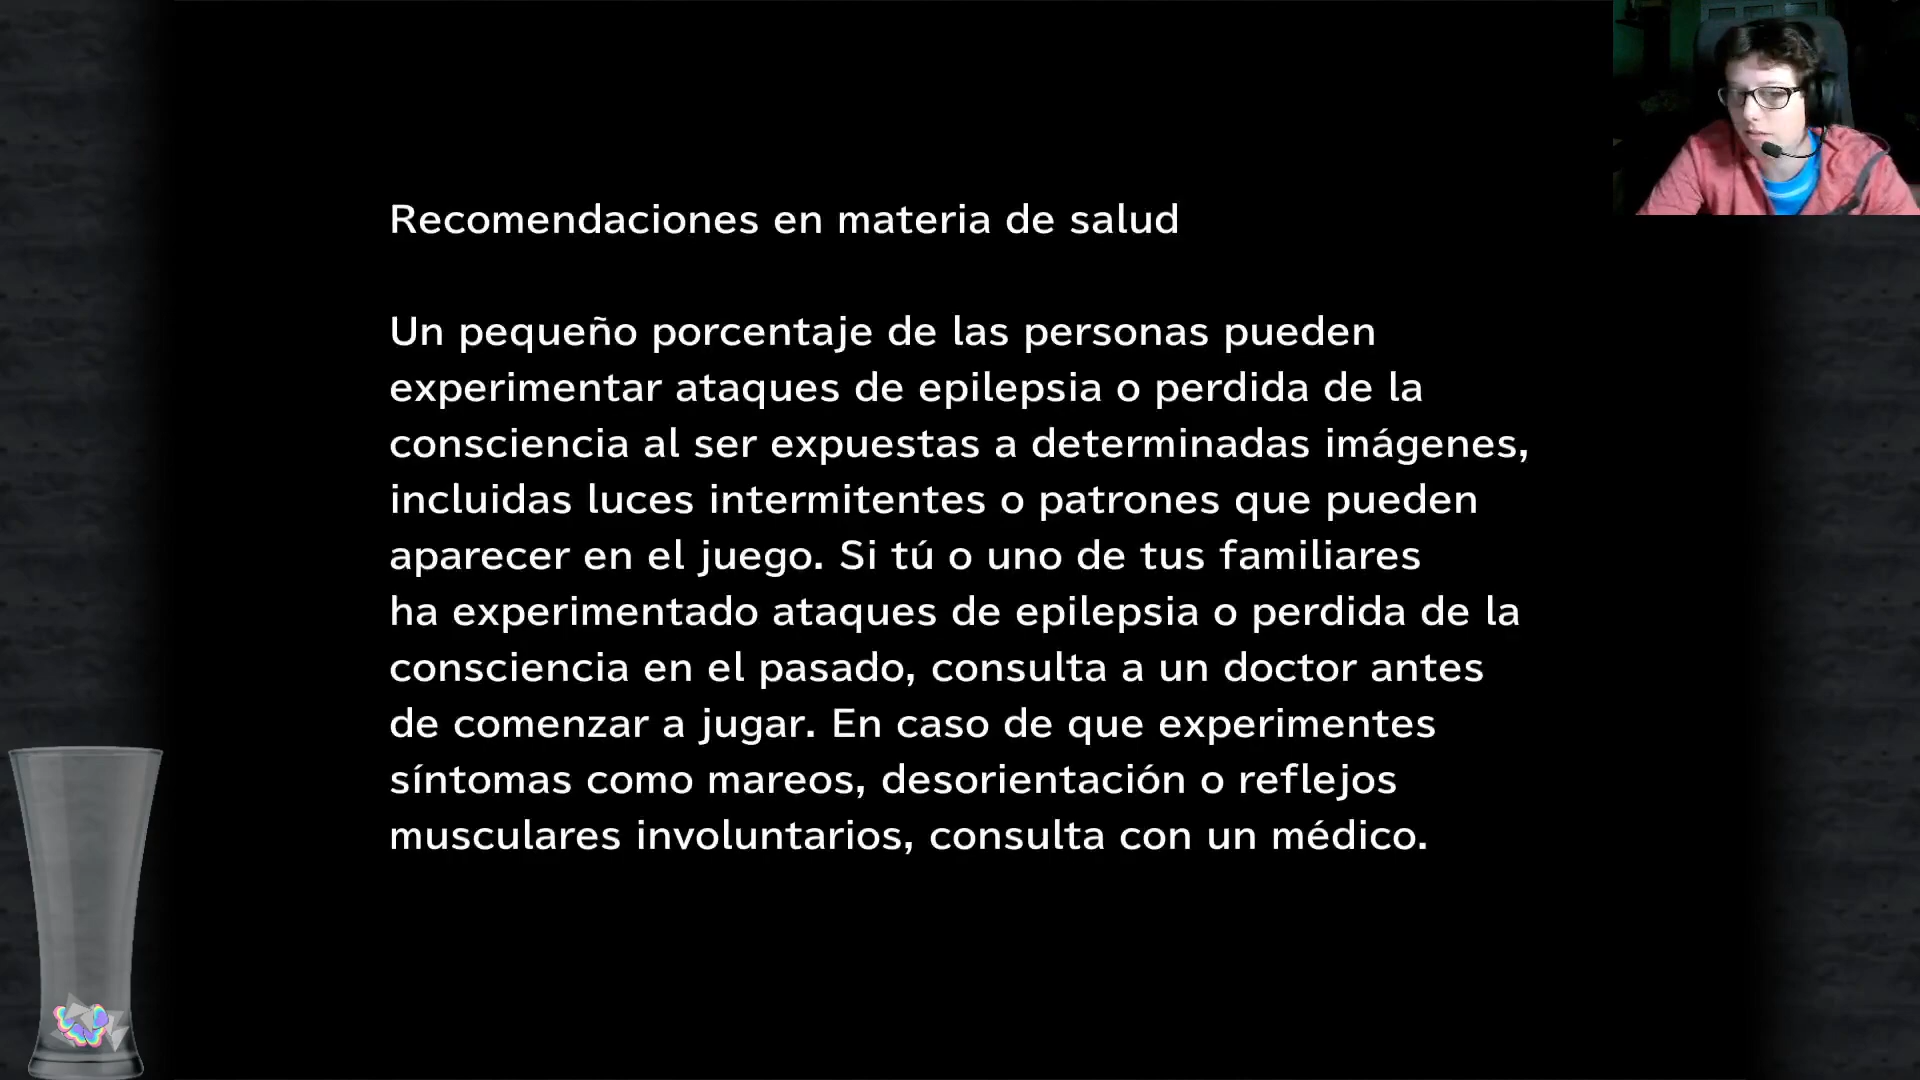 Recomendaciones en materia de salud
Un pequeño porcentaje de las personas pueden
experimentar ataques de epilepsia o perdida de la
consciencia al ser expuestas a determinadas imágenes,
incluidas luces intermitentes o patrones que pueden
aparecer en el juego. Si tú o uno de tus familiares
ha experimentado ataques de epilepsia o perdida de la
consciencia en el pasado, consulta a un doctor antes
de comenzar a jugar. En caso de que experimentes
síntomas como mareos, desorientación o reflejos
musculares involuntarios, consulta con un médico.